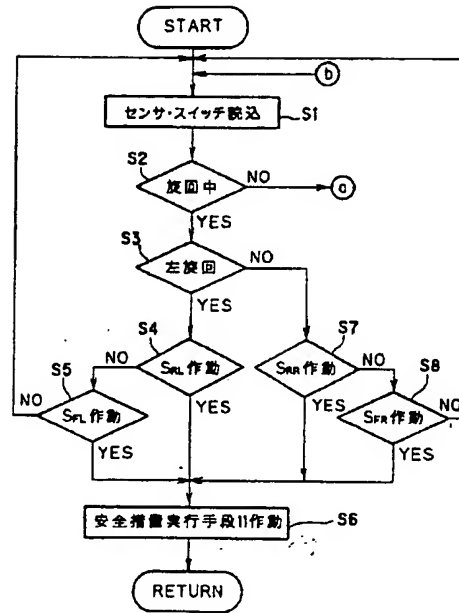 START
b
センサ・スイッチ読込 S1
S2
旋回中 NO a
YES
S3
左旋回 NO
YES
S4 S7
S5 NO SRL作動 SRR作動 NO S8
NO SFL作動 YES YES SFR作動 NO
YES YES
安全措置実行手段11作動 S6
RETURN